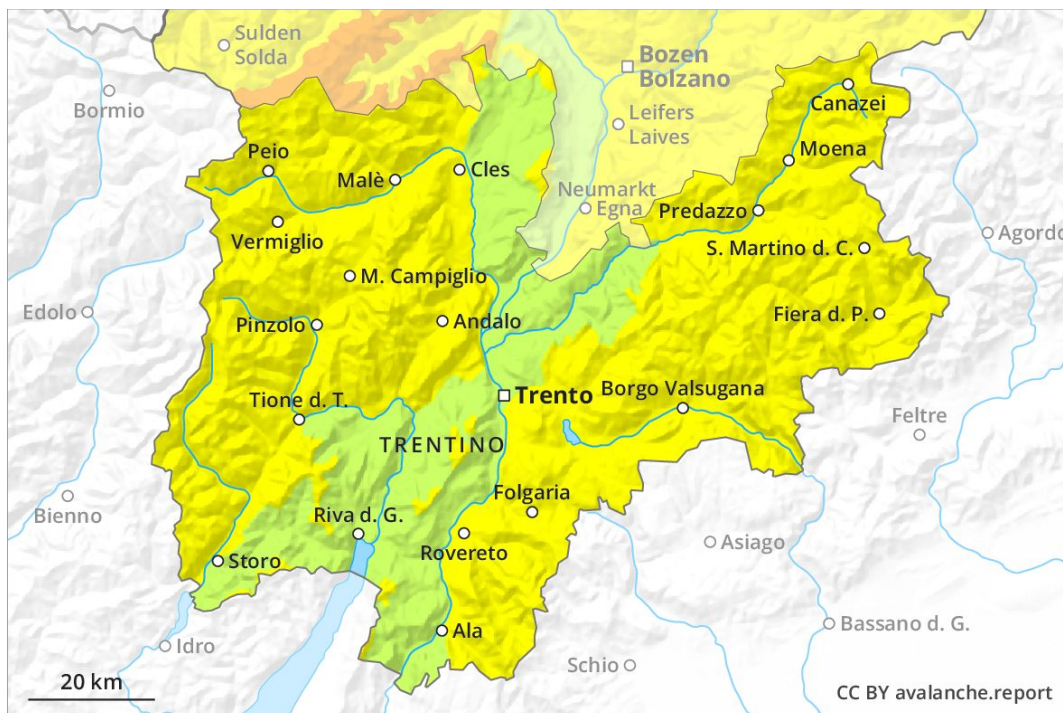 Sulden
Solda
Bozen
Bolzano
Canazei
Bormio
Leifers
Laives
Moena
Peio
Malè
Cles
Neumarkt
Egna
Predazzo
Vermiglio
S. Martino d. C.
Agordo
M. Campiglio
Edolo
Pinzolo
Andalo
Fiera d. P.
Trento
Borgo Valsugana
Tione d. T.
Feltre
TRENTINO
Bienno
Folgaria
Riva d. G.
Rovereto
Asiago
Storo
Ala
Bassano d. G.
Idro
Schio
20 km
CC BY avalanche.report